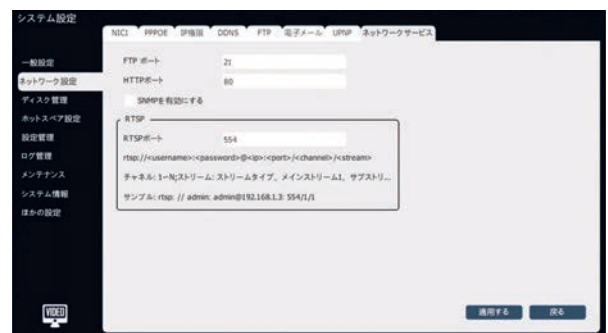 システム設定
NIC1 PPPOE IP権限 DDNS FTP 電子メール UPNP ネットワークサービス
一般設定
ネットワーク設定
ディスク管理
ホットスペア設定
設定管理
ログ管理
メンテナンス
システム情報
ほかの設定
FTP ポート 21
HTTPポート 80
SNMPを有効にする
RTSP
RTSPポート 554
rtsp://<username>:<password>@<ip>:<port>/<channel>/<stream>
チャネル: 1~N;ストリーム: ストリームタイプ、メインストリーム1、サブストリ...
サンプル: rtsp: // admin: admin@192.168.1.3: 554/1/1
VIDEO
適用する 戻る